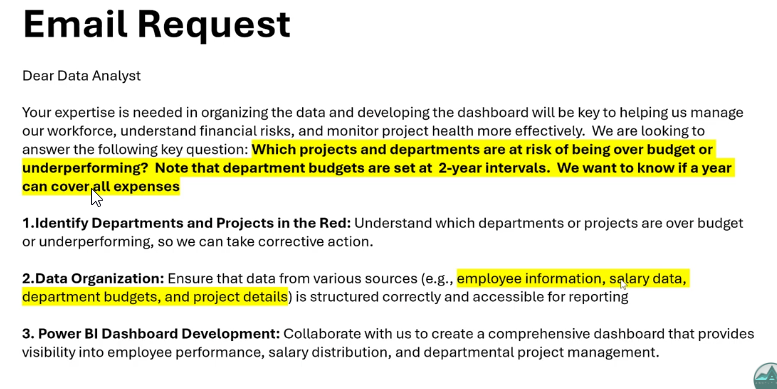 Email Request
Dear Data Analyst
Your expertise is needed in organizing the data and developing the dashboard will be key to helping us manage
our workforce, understand financial risks, and monitor project health more effectively.  We are looking to
answer the following key question: Which projects and departments are at risk of being over budget or
underperforming?  Note that department budgets are set at  2-year intervals.  We want to know if a year
can cover all expenses
1.Identify Departments and Projects in the Red: Understand which departments or projects are over budget
or underperforming, so we can take corrective action.
2.Data Organization: Ensure that data from various sources (e.g., employee information, salary data,
department budgets, and project details) is structured correctly and accessible for reporting
3. Power BI Dashboard Development: Collaborate with us to create a comprehensive dashboard that provides
visibility into employee performance, salary distribution, and departmental project management.